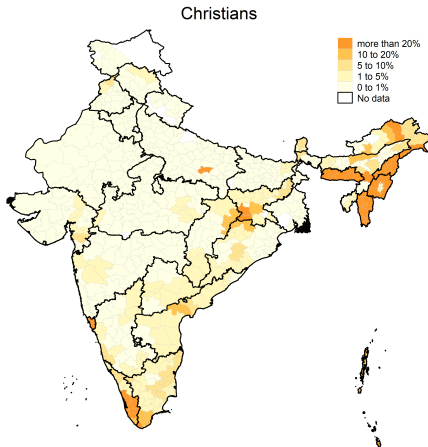 Christians
more than 20%
10 to 20%
5 to 10%
1 to 5%
0 to 1%
No data